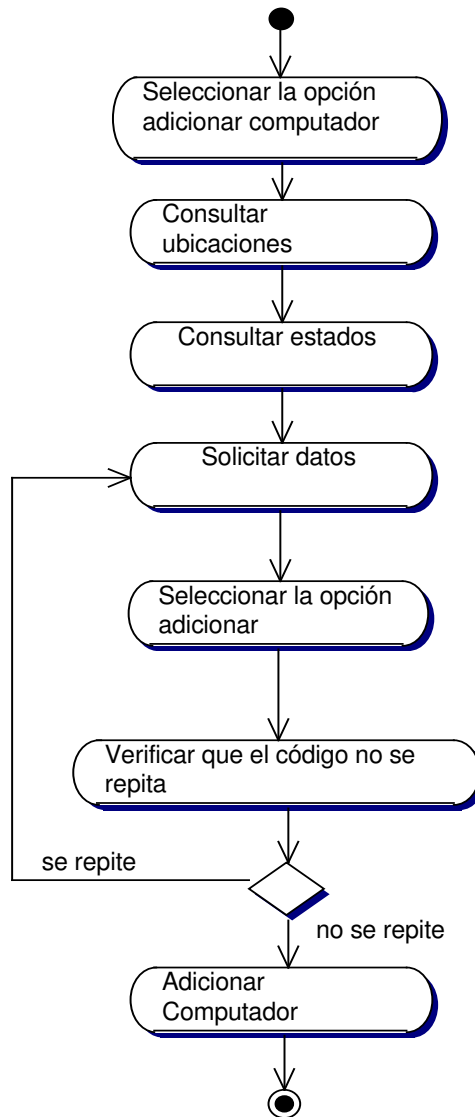 Seleccionar la opción
adicionar computador
Consultar
ubicaciones
Consultar estados
Solicitar datos
Seleccionar la opción
adicionar
Verificar que el código no se
repita
se repite
no se repite
Adicionar
Computador